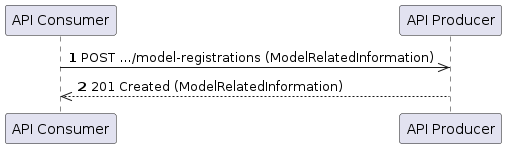 API Consumer
API Producer
1 POST .../model-registrations (ModelRelatedInformation)
2 201 Created (ModelRelatedInformation)
API Consumer
API Producer